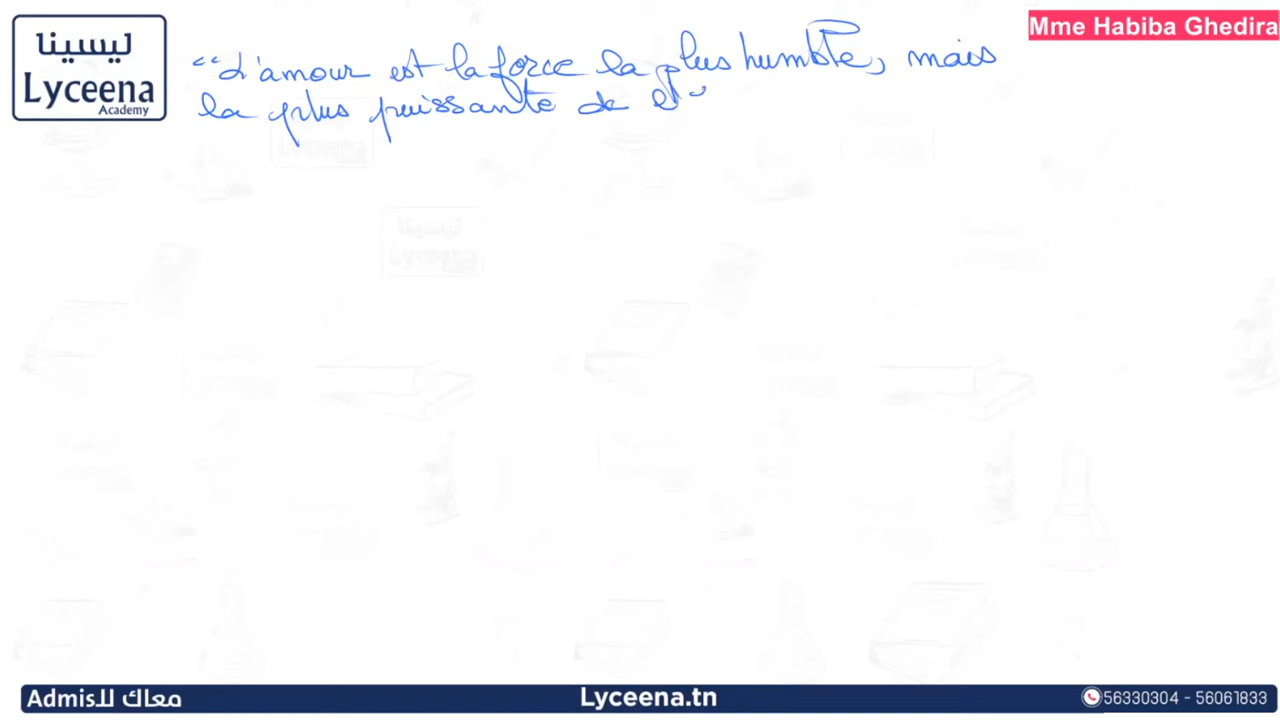 ليسينا
Lyceena
Academy
Mme Habiba Ghedira
"L'amour est la force la plus humble, mais
la plus puissante de
Admis معاك لل
Lyceena.tn
56330304 - 56061833